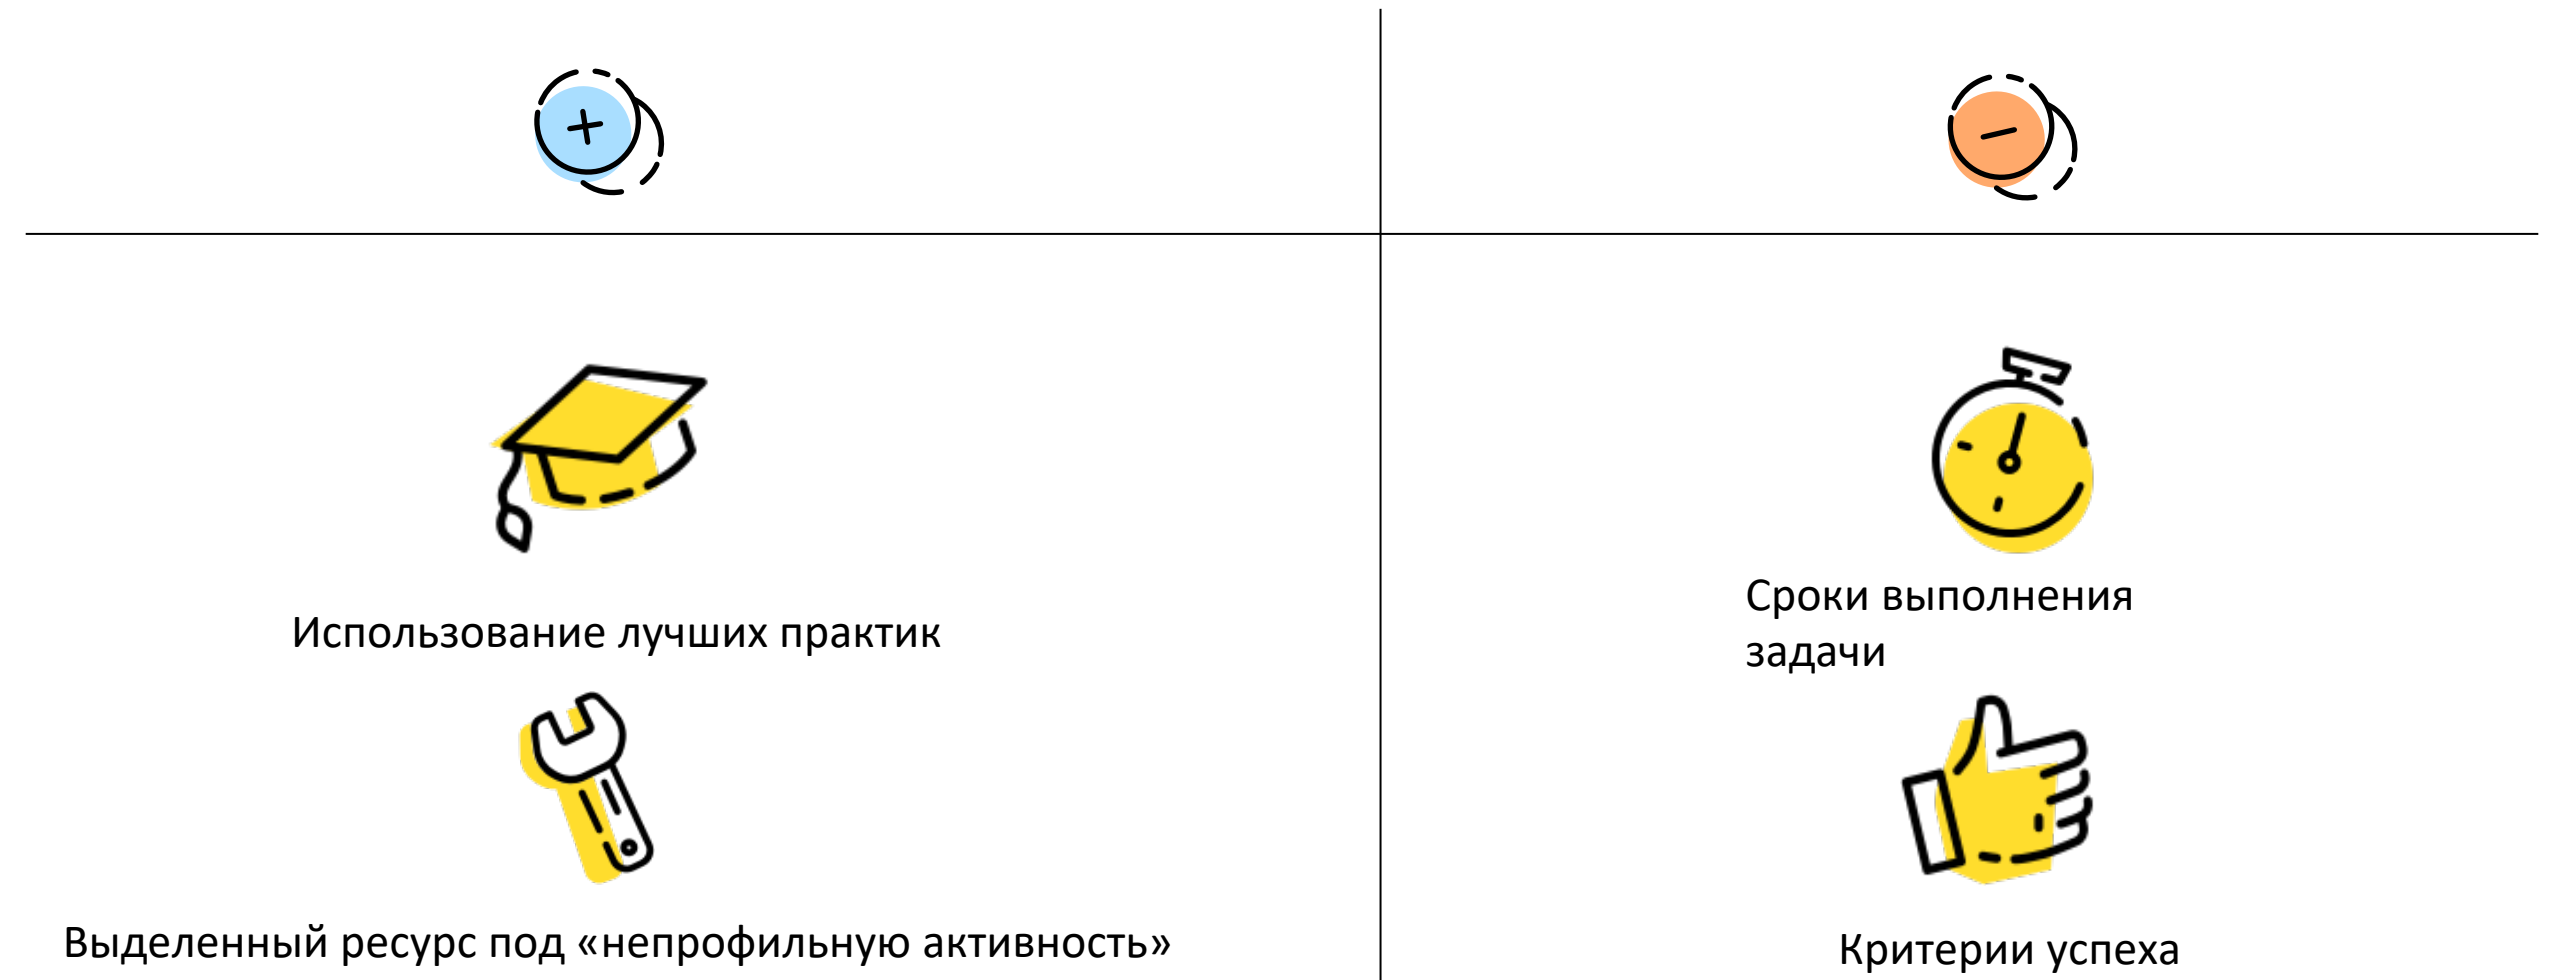 Использование лучших практик
Сроки выполнения
задачи
Выделенный ресурс под «непрофильную активность»
Критерии успеха